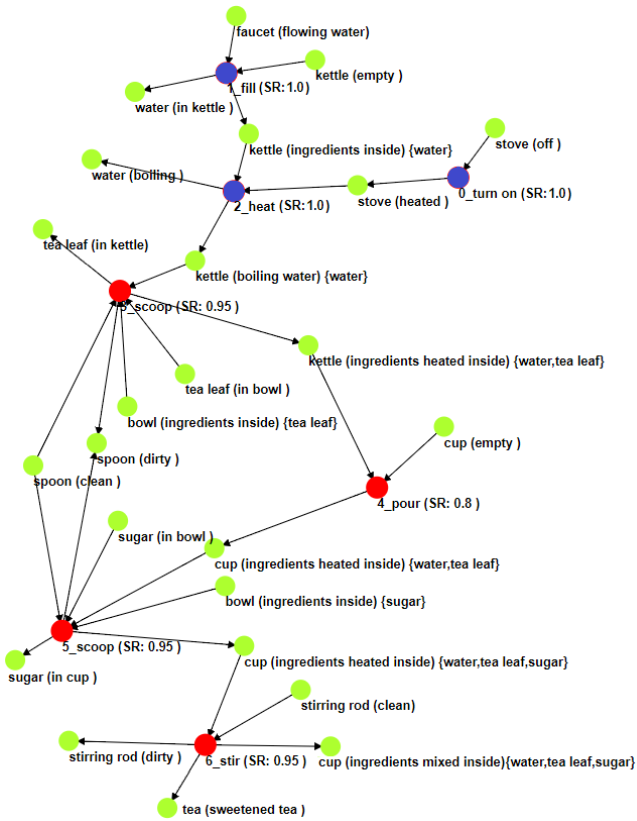 faucet (flowing water)
kettle (empty )
1_fill (SR:1.0)
water (in kettle )
stove (off )
kettle (ingredients inside) {water}
water (boiling )
0_turn on (SR:1.0)
stove (heated )
2_heat (SR:1.0)
tea leaf (in kettle)
kettle (boiling water) {water}
3_scoop (SR: 0.95 )
kettle (ingredients heated inside) {water,tea leaf}
tea leaf (in bowl )
bowl (ingredients inside) {tea leaf}
cup (empty )
spoon (dirty )
spoon (clean )
4_pour (SR: 0.8 )
sugar (in bowl )
cup (ingredients heated inside) {water,tea leaf}
bowl (ingredients inside) {sugar}
5_scoop (SR: 0.95 )
cup (ingredients heated inside) {water,tea leaf,sugar}
sugar (in cup )
stirring rod (clean)
stirring rod (dirty )
6_stir (SR: 0.95 )
cup (ingredients mixed inside){water,tea leaf,sugar}
tea (sweetened tea )